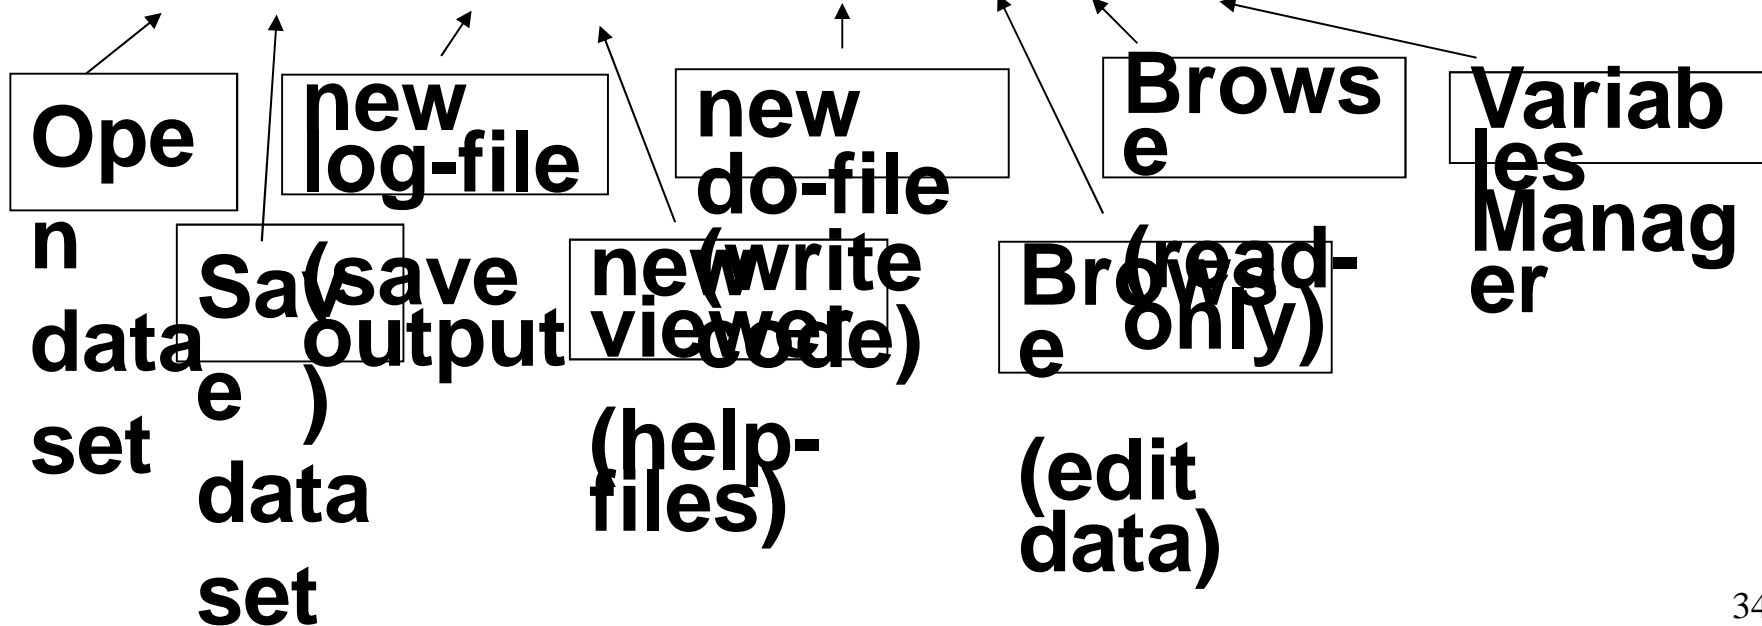 Ope
n
data
set
Sav
e
data
set
new
log-file
(save
output
)
new
viewer
(help-
files)
new
do-file
(write
code)
Brows
e
(edit
data)
Brows
e
(read-
only)
Variab
les
Manag
er
34